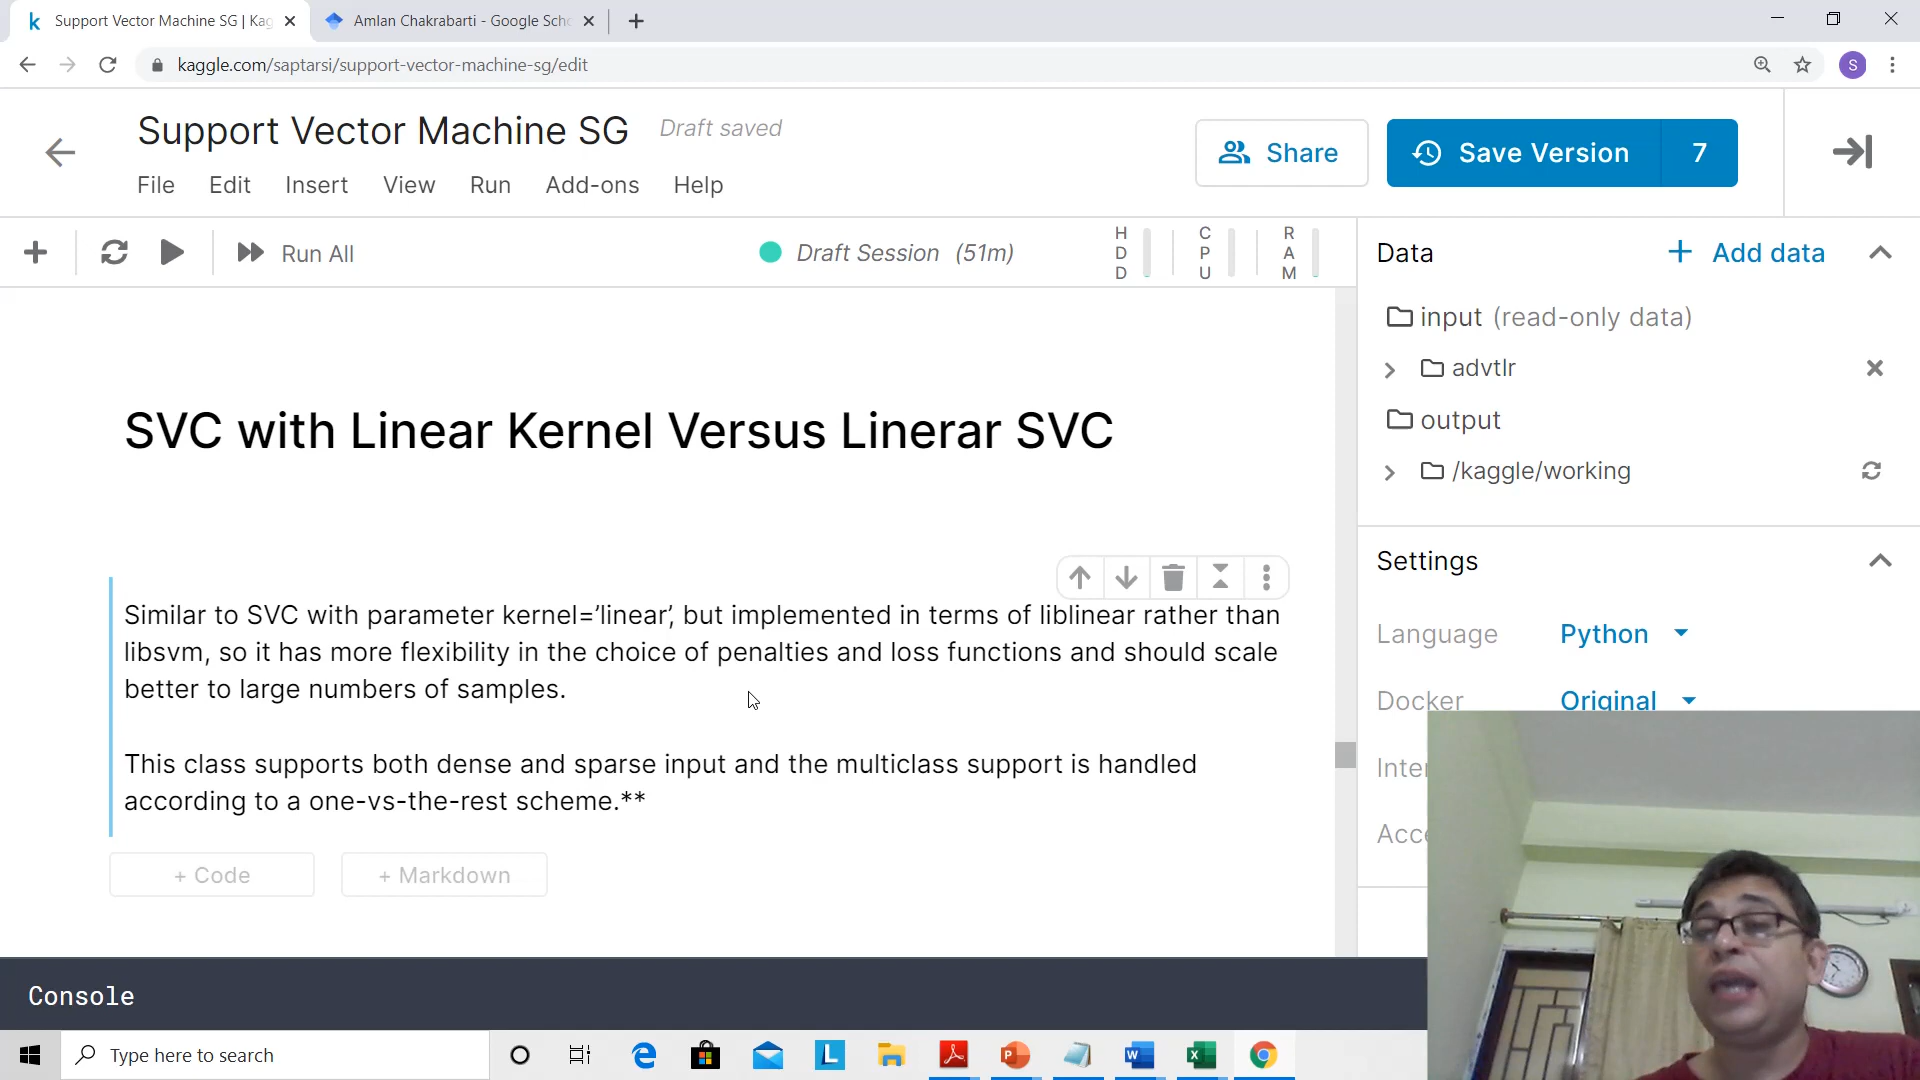 Support Vector Machine SG | Kag
Amlan Chakrabarti - Google Scho
kaggle.com/saptarsi/support-vector-machine-sg/edit
S
Support Vector Machine SG
Draft saved
File Edit Insert View Run Add-ons Help
Share
Save Version 7
Run All
Draft Session (51m)
HDD
CPU
RAM
Data
Add data
input (read-only data)
advtlr
output
/kaggle/working
Settings
Language Python
Docker Original
Inter
Acce
SVC with Linear Kernel Versus Linerar SVC
Similar to SVC with parameter kernel=’linear’, but implemented in terms of liblinear rather than
libsvm, so it has more flexibility in the choice of penalties and loss functions and should scale
better to large numbers of samples.
This class supports both dense and sparse input and the multiclass support is handled
according to a one-vs-the-rest scheme.**
+ Code
+ Markdown
Console
Type here to search